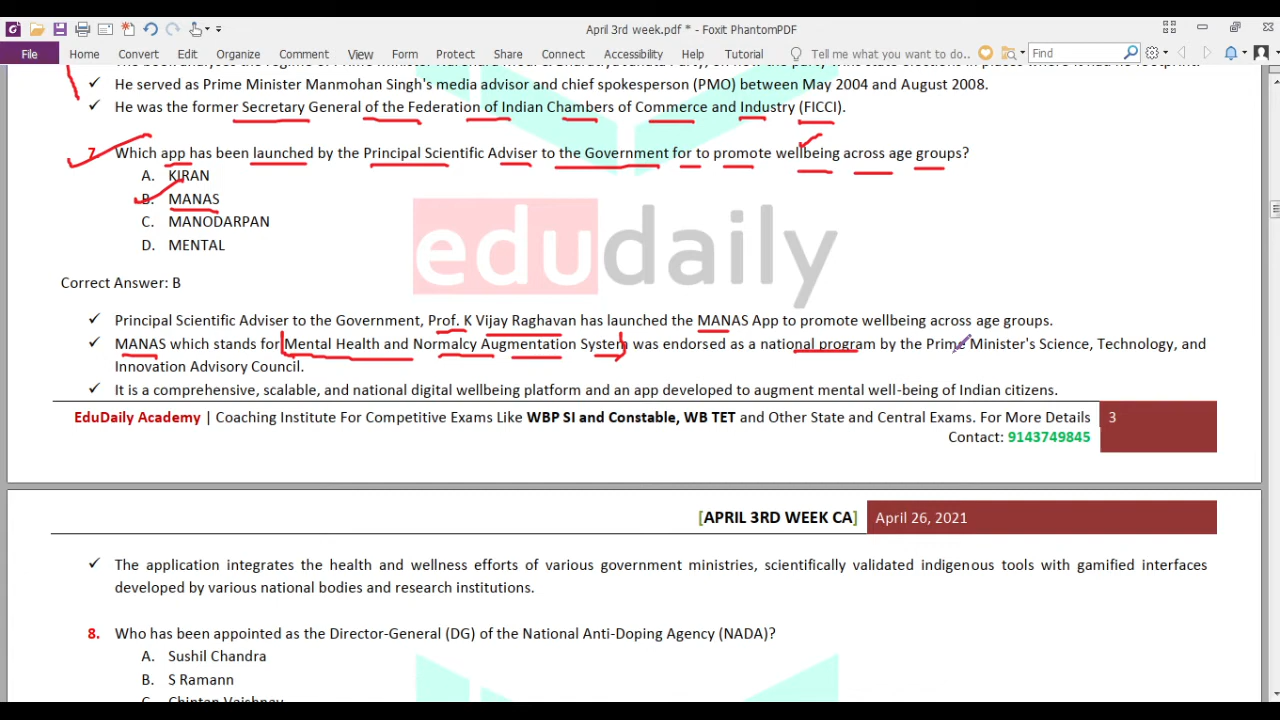 April 3rd week.pdf * - Foxit PhantomPDF
File Home Convert Edit Organize Comment View Form Protect Share Connect Accessibility Help Tutorial Tell me what you want to do.. Find
✓ He served as Prime Minister Manmohan Singh's media advisor and chief spokesperson (PMO) between May 2004 and August 2008.
✓ He was the former Secretary General of the Federation of Indian Chambers of Commerce and Industry (FICCI).
7. Which app has been launched by the Principal Scientific Adviser to the Government for to promote wellbeing across age groups?
A. KIRAN
B. MANAS
C. MANODARPAN
D. MENTAL
edudaily
Correct Answer: B
✓ Principal Scientific Adviser to the Government, Prof. K Vijay Raghavan has launched the MANAS App to promote wellbeing across age groups.
✓ MANAS which stands for Mental Health and Normalcy Augmentation System was endorsed as a national program by the Prime Minister's Science, Technology, and
Innovation Advisory Council.
✓ It is a comprehensive, scalable, and national digital wellbeing platform and an app developed to augment mental well-being of Indian citizens.
EduDaily Academy | Coaching Institute For Competitive Exams Like WBP SI and Constable, WB TET and Other State and Central Exams. For More Details 3
Contact: 9143749845
[APRIL 3RD WEEK CA] April 26, 2021
✓ The application integrates the health and wellness efforts of various government ministries, scientifically validated indigenous tools with gamified interfaces
developed by various national bodies and research institutions.
8. Who has been appointed as the Director-General (DG) of the National Anti-Doping Agency (NADA)?
A. Sushil Chandra
B. S Ramann